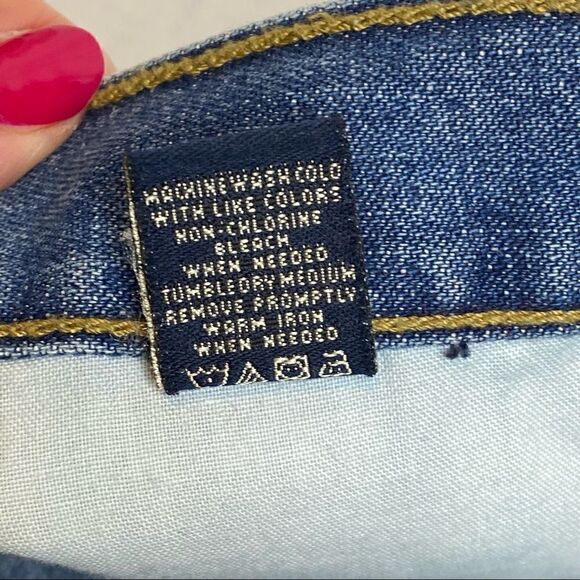 MACHINE WASH COLD
WITH LIKE COLORS
NON-CHLORINE
BLEACH
WHEN NEEDED
TUMBLE DRY MEDIUM
REMOVE PROMPTLY
WARM IRON
WHEN NEEDED